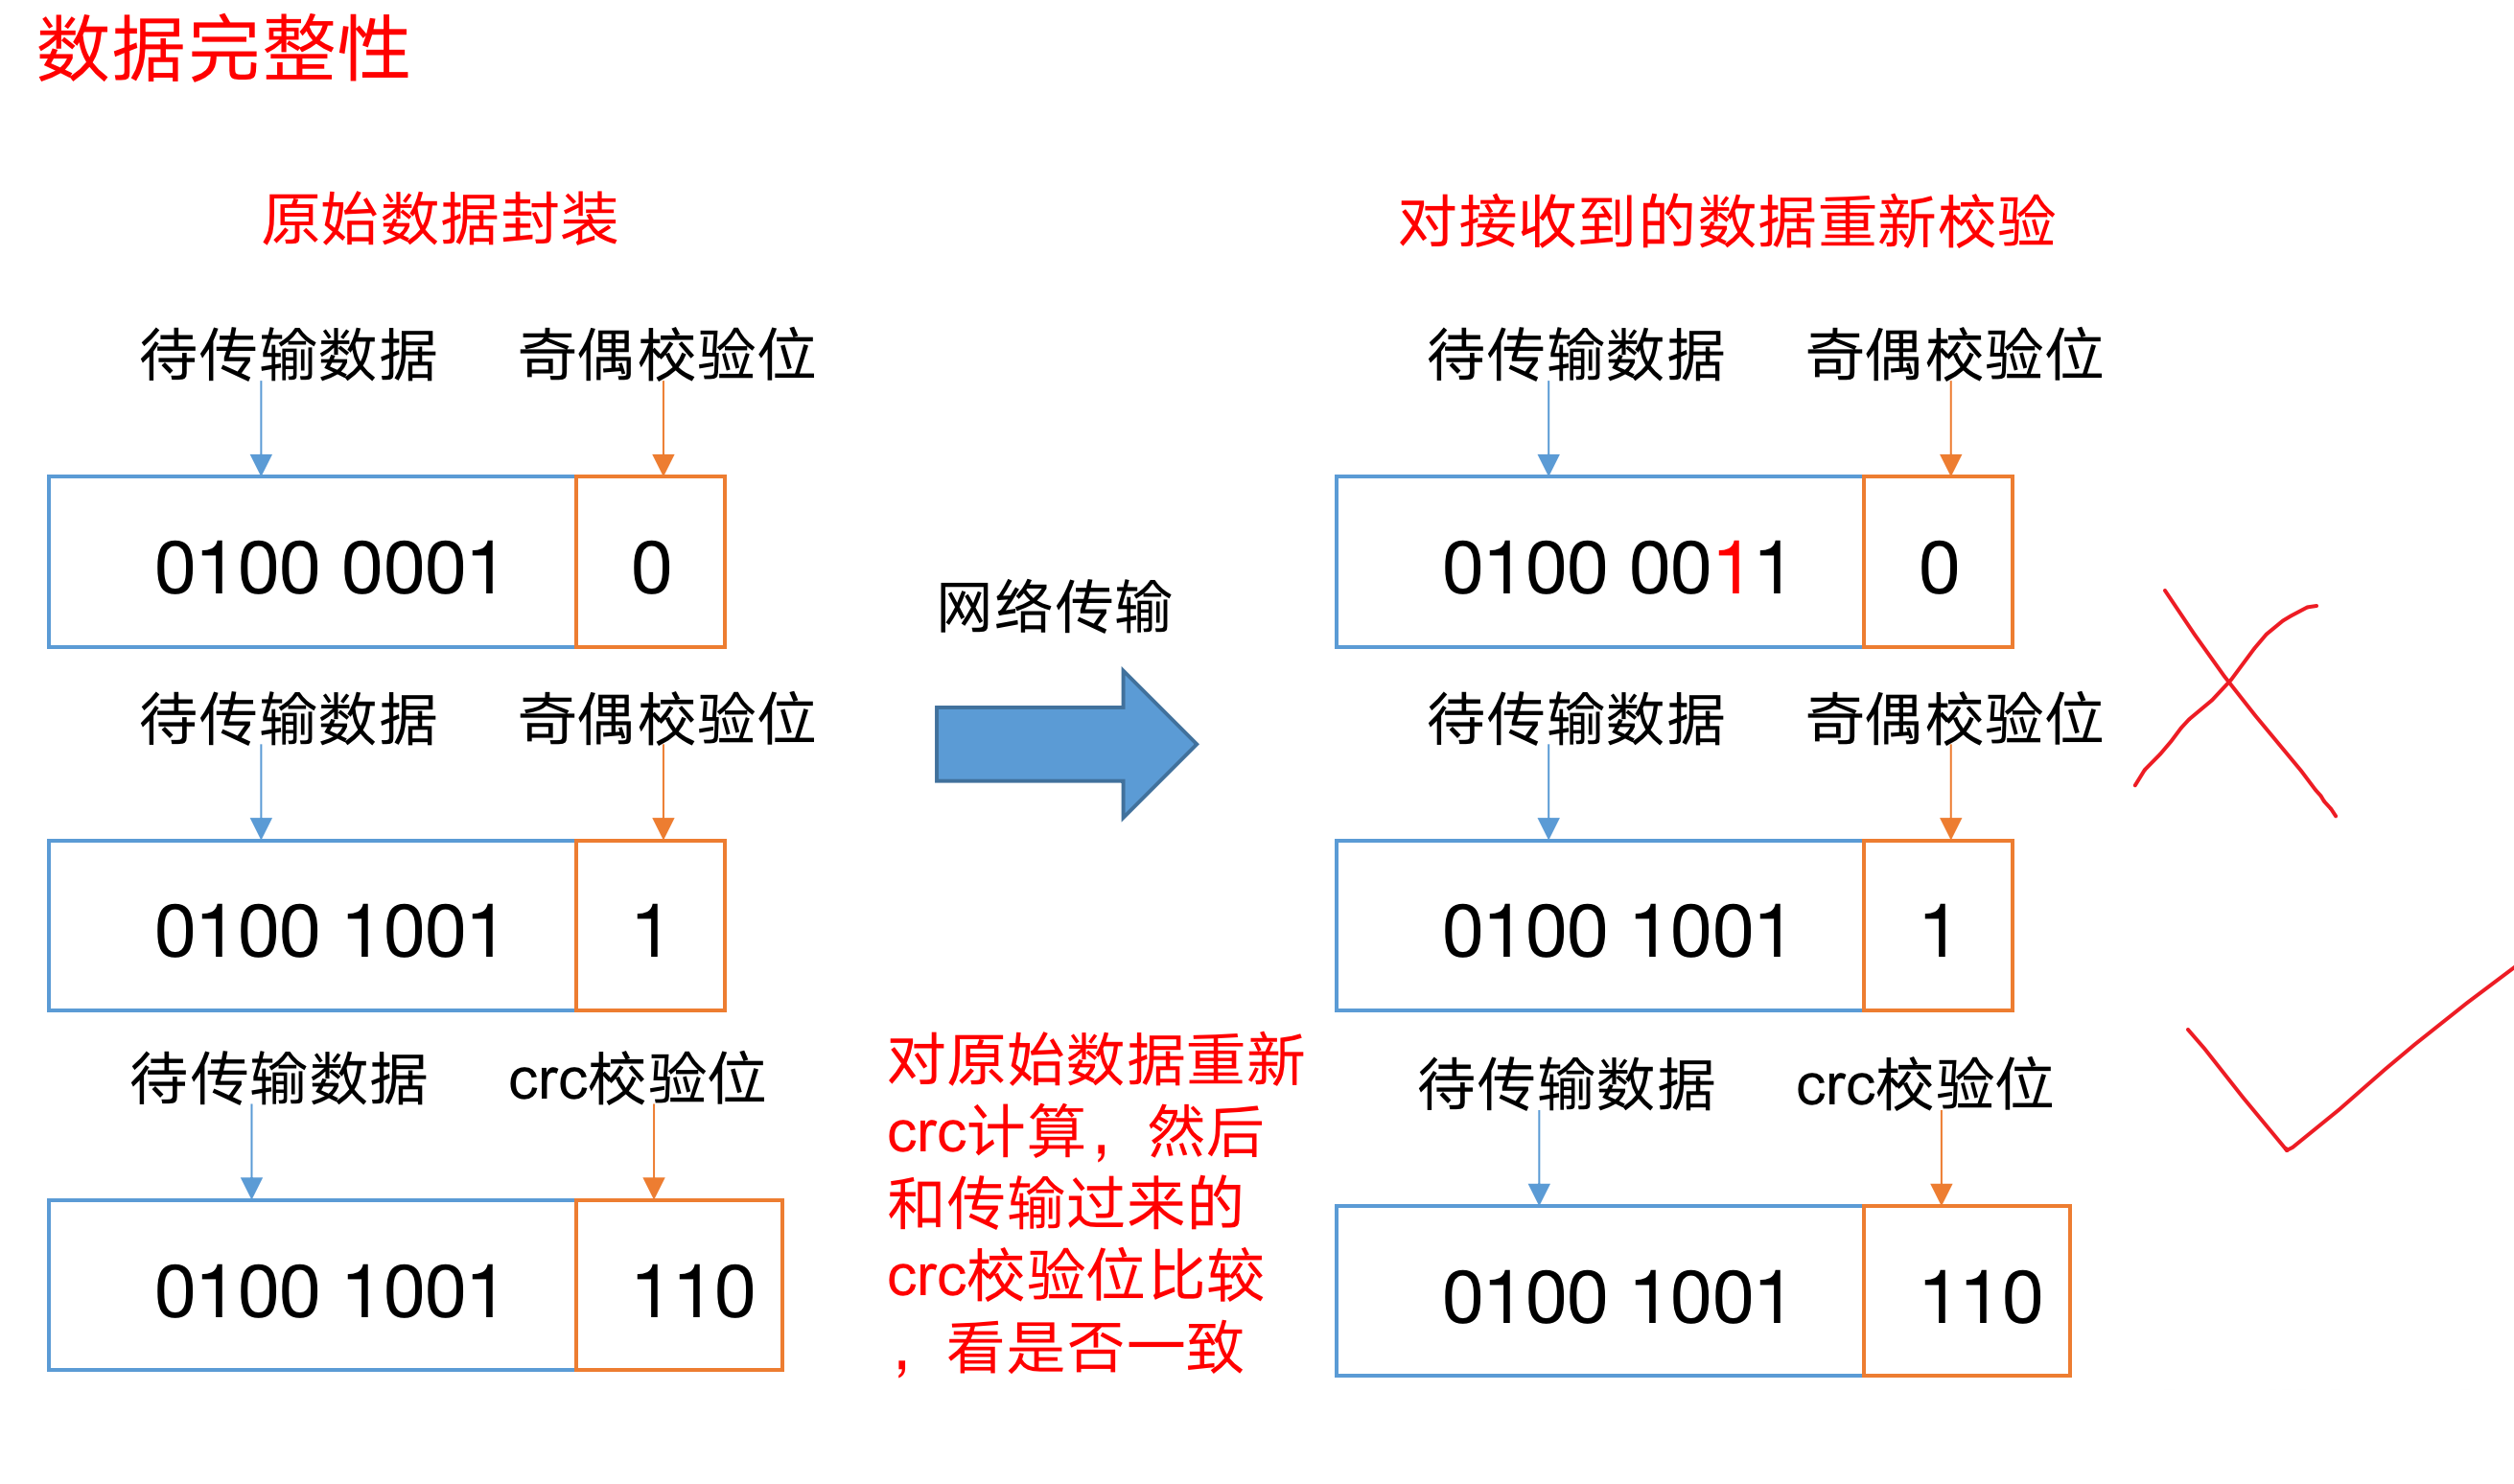 数据完整性
原始数据封装
对接收到的数据重新校验
待传输数据 奇偶校验位
待传输数据 奇偶校验位
0100 0001 0
0100 0011 0
网络传输
待传输数据 奇偶校验位
待传输数据 奇偶校验位
0100 1001 1
0100 1001 1
待传输数据 crc校验位
对原始数据重新
crc计算，然后
和传输过来的
crc校验位比较
，看是否一致
待传输数据 crc校验位
0100 1001 110
0100 1001 110